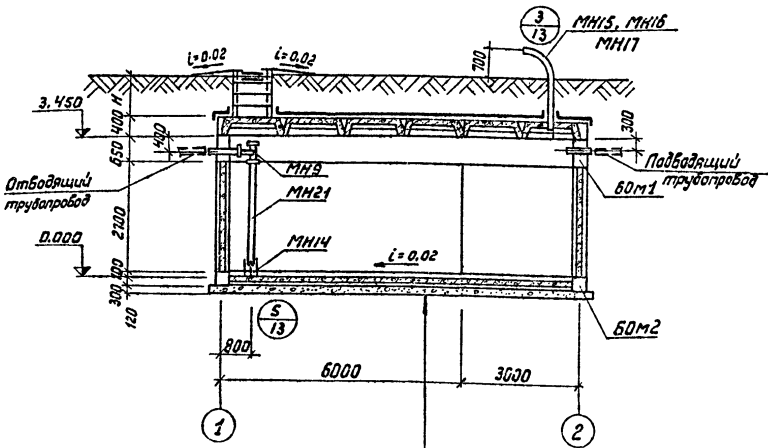 3
13
МН15, МН16
МН17
i=0.02
i=0.02
700
3.450
Н
400
400
300
650
Отводящий
трубопровод
МН9
Подводящий
трубопровод
БОМ1
МН21
2700
0.000
МН14
i=0.02
100
300
120
5
13
БОМ2
800
6000
3000
1
2